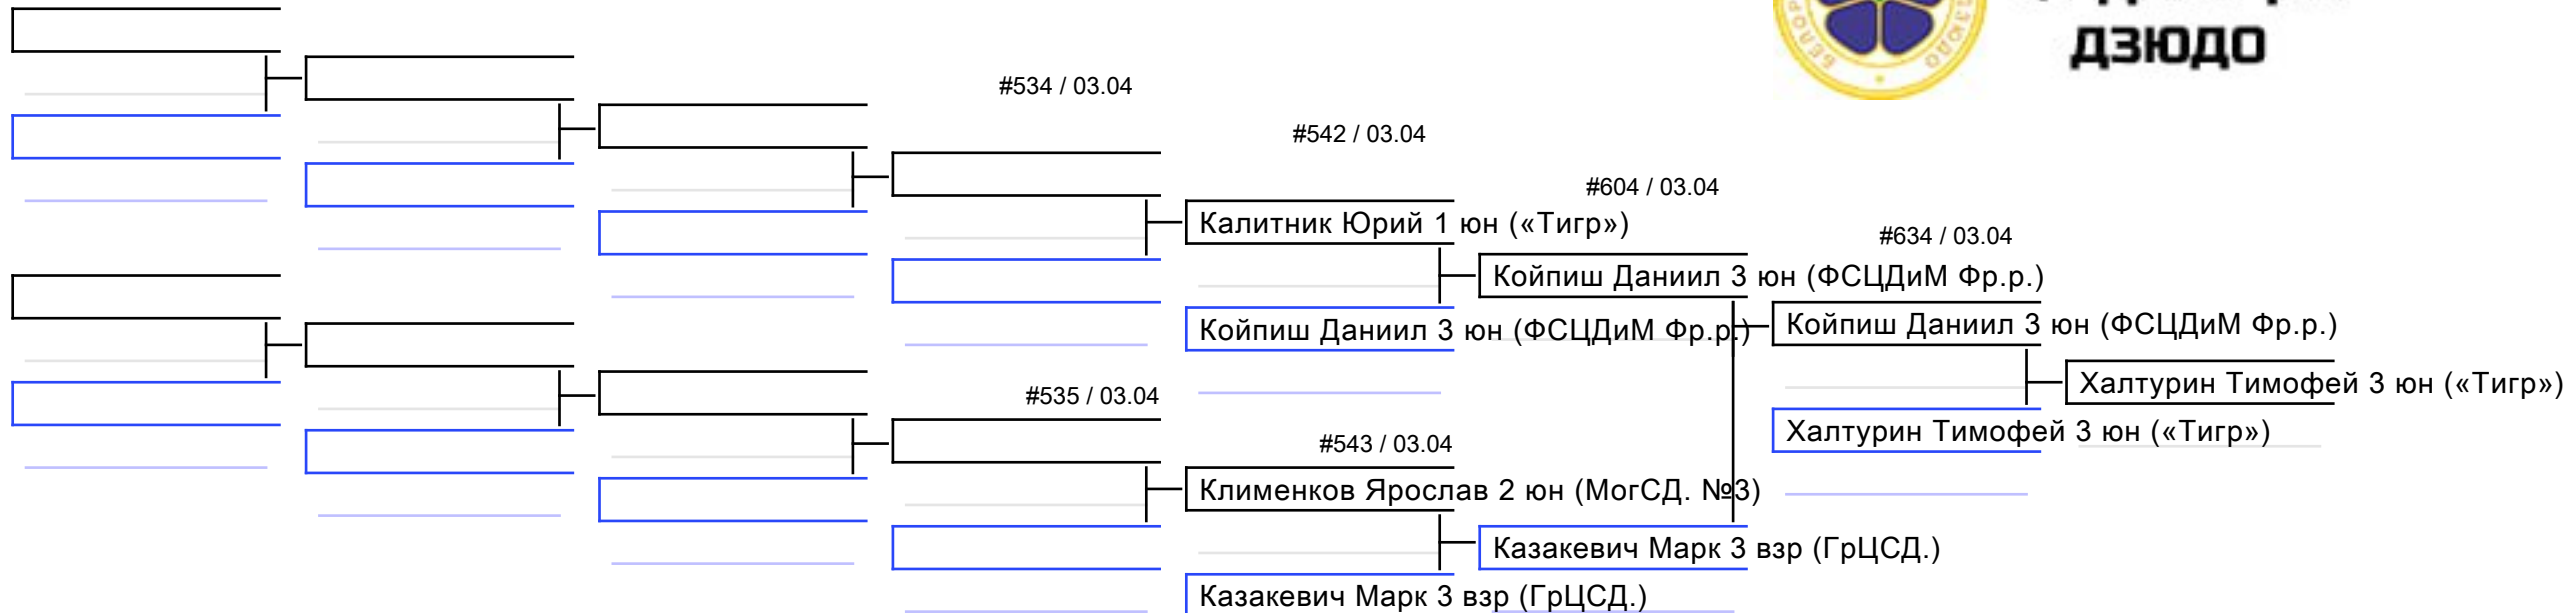 ДЗЮДО
#534 / 03.04
#542 / 03.04
#604 / 03.04
Калитник Юрий 1 юн («Тигр»)
#634 / 03.04
Койпиш Даниил 3 юн (ФСЦДиМ Фр.р.)
Койпиш Даниил 3 юн (ФСЦДиМ Фр.р.)
Койпиш Даниил 3 юн (ФСЦДиМ Фр.р.)
Халтурин Тимофей 3 юн («Тигр»)
#535 / 03.04
Халтурин Тимофей 3 юн («Тигр»)
#543 / 03.04
Клименков Ярослав 2 юн (МогСД. №3)
Казакевич Марк 3 взр (ГрЦСД.)
Казакевич Марк 3 взр (ГрЦСД.)